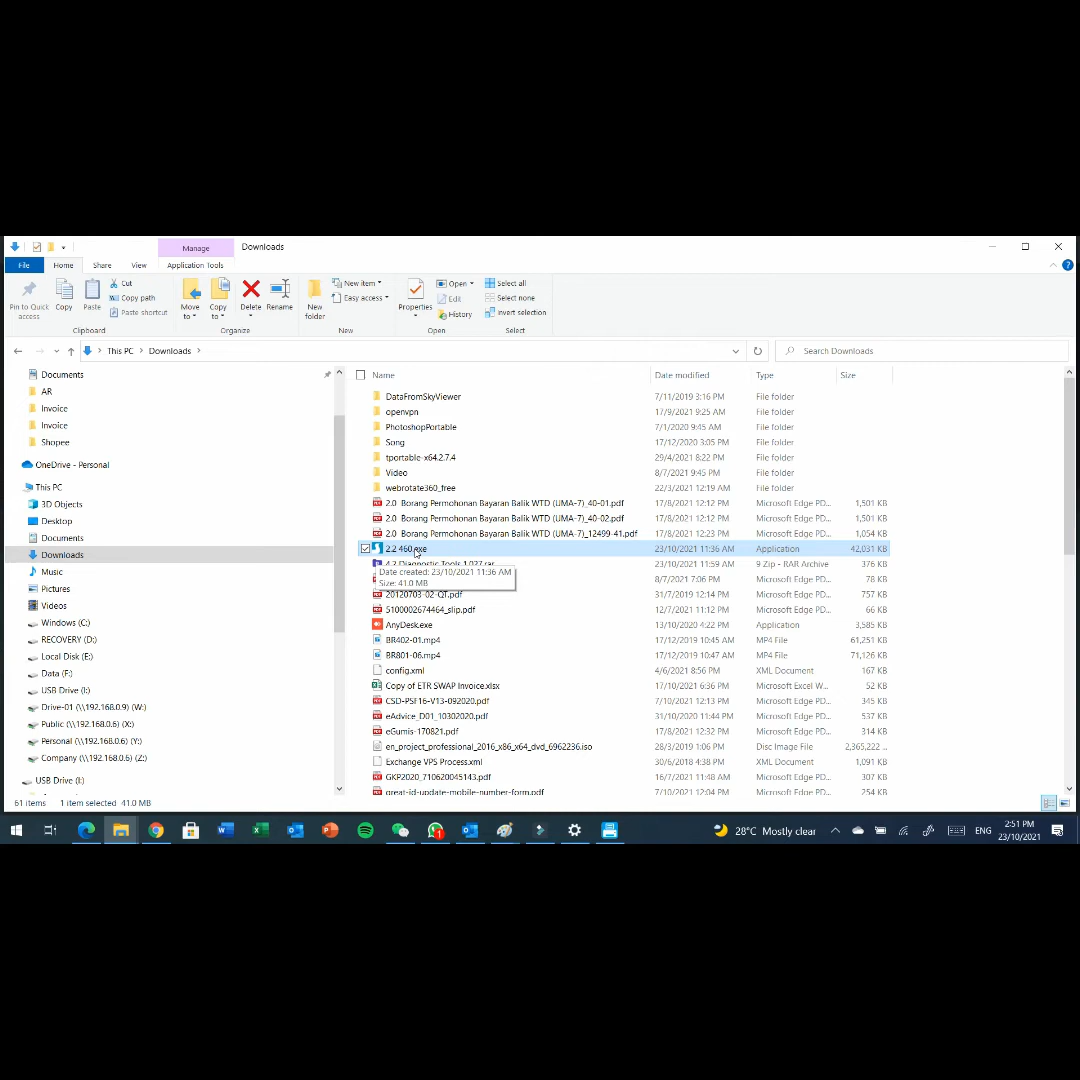 Manage
Downloads
File
Home
Share
View
Application Tools
Pin to Quick access
Copy
Paste
Cut
Copy path
Paste shortcut
Clipboard
Move to
Copy to
Delete
Rename
Organize
New folder
New item
Easy access
New
Properties
Open
Edit
History
Open
Select all
Select none
Invert selection
Select
This PC > Downloads >
Search Downloads
Documents
AR
Invoice
Invoice
Shopee
OneDrive - Personal
This PC
3D Objects
Desktop
Documents
Downloads
Music
Pictures
Videos
Windows (C:)
RECOVERY (D:)
Local Disk (E:)
Data (F:)
USB Drive (I:)
Drive-01 (\\192.168.0.9) (W:)
Public (\\192.168.0.6) (X:)
Personal (\\192.168.0.6) (Y:)
Company (\\192.168.0.6) (Z:)
USB Drive (I:)
Name Date modified Type Size
DataFromSkyViewer 7/11/2019 3:16 PM File folder
openvpn 17/9/2021 9:25 AM File folder
PhotoshopPortable 7/1/2020 9:45 AM File folder
Song 17/12/2020 3:05 PM File folder
tportable-x64.2.7.4 29/4/2021 8:22 PM File folder
Video 8/7/2021 9:45 PM File folder
webrotate360_free 22/3/2021 12:19 AM File folder
2.0 Borang Permohonan Bayaran Balik WTD (UMA-7)_40-01.pdf 17/8/2021 12:12 PM Microsoft Edge PD... 1,501 KB
2.0 Borang Permohonan Bayaran Balik WTD (UMA-7)_40-02.pdf 17/8/2021 12:12 PM Microsoft Edge PD... 1,501 KB
2.0 Borang Permohonan Bayaran Balik WTD (UMA-7)_12499-41.pdf 17/8/2021 12:23 PM Microsoft Edge PD... 1,054 KB
2.2 460.exe 23/10/2021 11:36 AM Application 42,031 KB
4.2 Diagnostic Tools 1.027.rar 23/10/2021 11:59 AM 9 Zip - RAR Archive 376 KB
Date created: 23/10/2021 11:36 AM
Size: 41.0 MB
8/7/2021 7:06 PM Microsoft Edge PD... 78 KB
20120703-02-QT.pdf 31/7/2019 12:14 PM Microsoft Edge PD... 757 KB
5100002674464_slip.pdf 12/7/2021 11:12 PM Microsoft Edge PD... 66 KB
AnyDesk.exe 13/10/2020 4:22 PM Application 3,585 KB
BR402-01.mp4 17/12/2019 10:45 AM MP4 File 61,251 KB
BR801-06.mp4 17/12/2019 10:47 AM MP4 File 71,126 KB
config.xml 4/6/2021 8:56 PM XML Document 167 KB
Copy of ETR SWAP Invoice.xlsx 17/10/2021 6:36 PM Microsoft Excel W... 52 KB
CSD-PSF16-V13-092020.pdf 7/10/2021 12:13 PM Microsoft Edge PD... 345 KB
eAdvice_D01_10302020.pdf 31/10/2020 11:44 PM Microsoft Edge PD... 537 KB
eGumis-170821.pdf 17/8/2021 12:32 PM Microsoft Edge PD... 314 KB
en_project_professional_2016_x86_x64_dvd_6962236.iso 28/3/2019 1:06 PM Disc Image File 2,365,222 ...
Exchange VPS Process.xml 30/6/2018 4:38 PM XML Document 1,091 KB
GKP2020_710620045143.pdf 16/7/2021 11:48 AM Microsoft Edge PD... 307 KB
great-id-update-mobile-number-form.pdf 7/10/2021 12:04 PM Microsoft Edge PD... 254 KB
61 items 1 item selected 41.0 MB
28°C Mostly clear
ENG
2:51 PM
23/10/2021